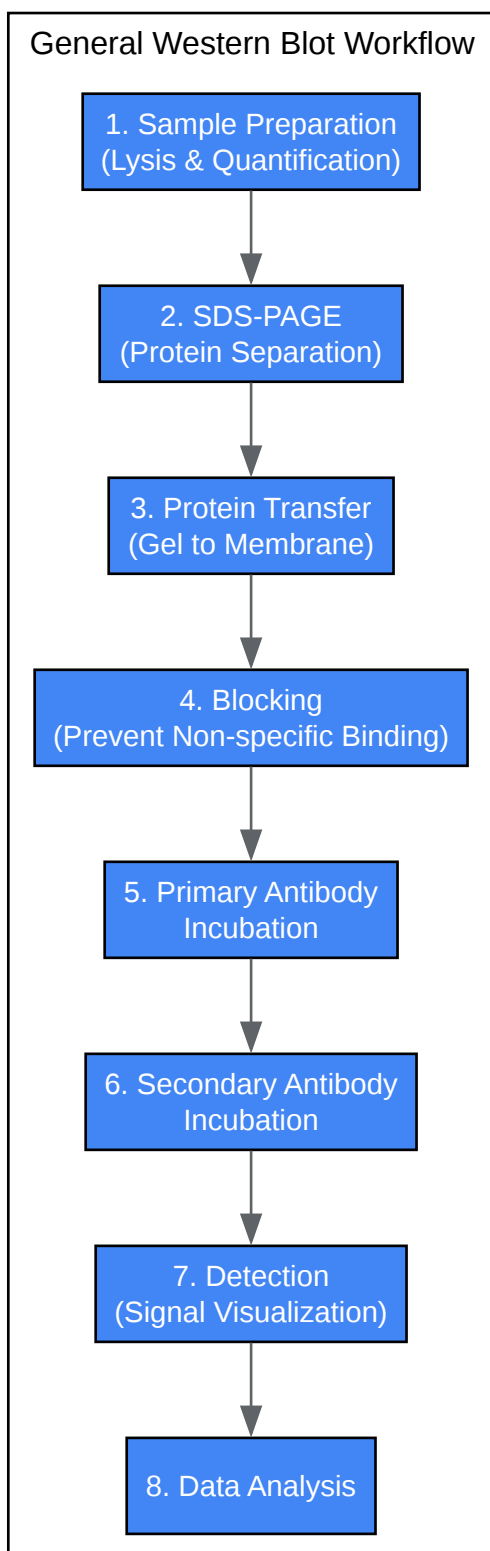 General Western Blot Workflow
1. Sample Preparation
(Lysis & Quantification)
2. SDS-PAGE
(Protein Separation)
3. Protein Transfer
(Gel to Membrane)
4. Blocking
(Prevent Non-specific Binding)
5. Primary Antibody
Incubation
6. Secondary Antibody
Incubation
7. Detection
(Signal Visualization)
8. Data Analysis